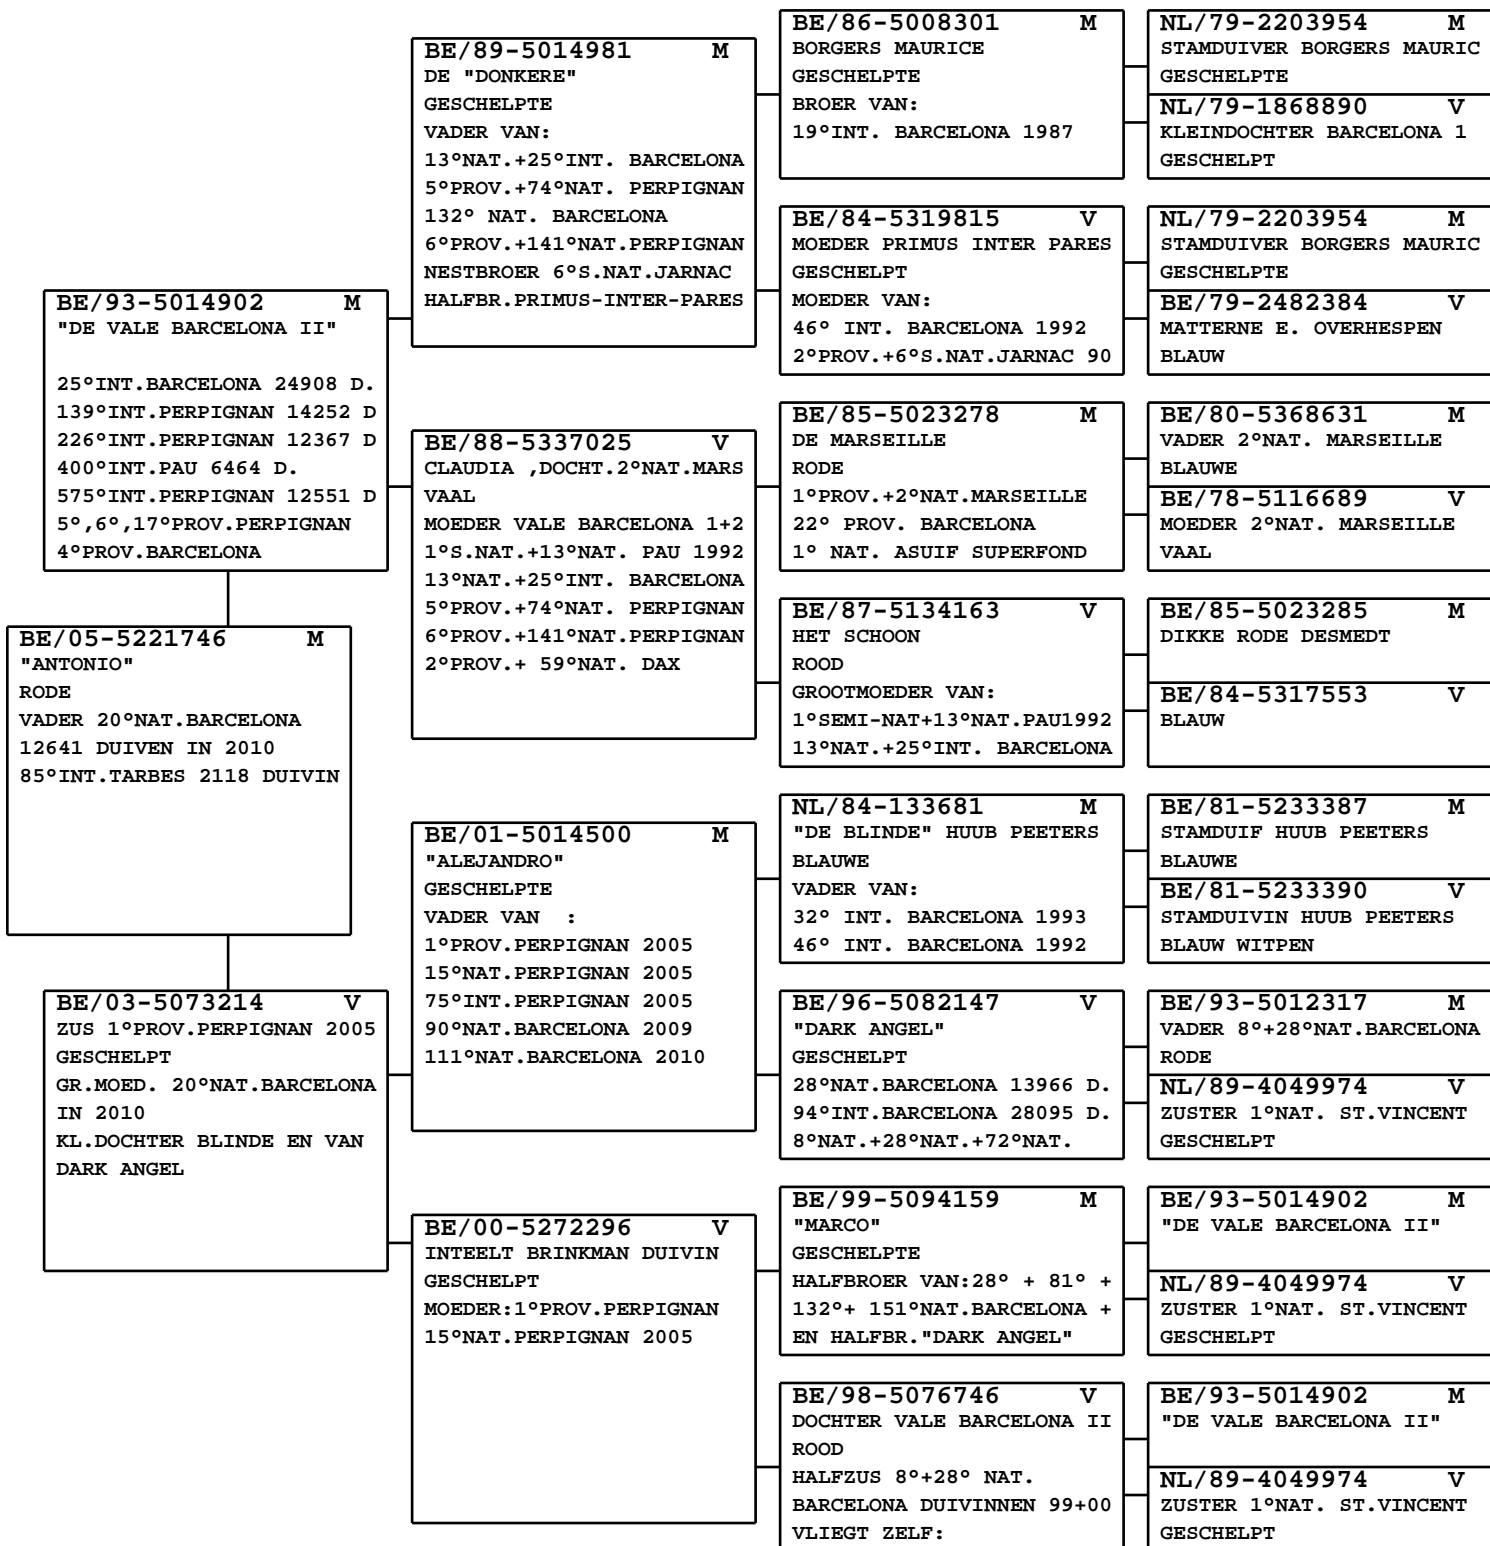 BE/05-5221746 M
"ANTONIO"
RODE
VADER 20°NAT.BARCELONA
12641 DUIVEN IN 2010
85°INT.TARBES 2118 DUIVIN
BE/93-5014902 M
"DE VALE BARCELONA II"
25°INT.BARCELONA 24908 D.
139°INT.PERPIGNAN 14252 D
226°INT.PERPIGNAN 12367 D
400°INT.PAU 6464 D.
575°INT.PERPIGNAN 12551 D
5°,6°,17°PROV.PERPIGNAN
4°PROV.BARCELONA
BE/03-5073214 V
ZUS 1°PROV.PERPIGNAN 2005
GESCHELPT
GR.MOED. 20°NAT.BARCELONA
IN 2010
KL.DOCHTER BLINDE EN VAN
DARK ANGEL
BE/89-5014981 M
DE "DONKERE"
GESCHELPTE
VADER VAN:
13°NAT.+25°INT. BARCELONA
5°PROV.+74°NAT. PERPIGNAN
132° NAT. BARCELONA
6°PROV.+141°NAT.PERPIGNAN
NESTBROER 6°S.NAT.JARNAC
HALFBR.PRIMUS-INTER-PARES
BE/88-5337025 V
CLAUDIA ,DOCHT.2°NAT.MARS
VAAL
MOEDER VALE BARCELONA 1+2
1°S.NAT.+13°NAT. PAU 1992
13°NAT.+25°INT. BARCELONA
5°PROV.+74°NAT. PERPIGNAN
6°PROV.+141°NAT.PERPIGNAN
2°PROV.+ 59°NAT. DAX
BE/01-5014500 M
"ALEJANDRO"
GESCHELPTE
VADER VAN :
1°PROV.PERPIGNAN 2005
15°NAT.PERPIGNAN 2005
75°INT.PERPIGNAN 2005
90°NAT.BARCELONA 2009
111°NAT.BARCELONA 2010
BE/00-5272296 V
INTEELT BRINKMAN DUIVIN
GESCHELPT
MOEDER:1°PROV.PERPIGNAN
15°NAT.PERPIGNAN 2005
BE/86-5008301 M
BORGERS MAURICE
GESCHELPTE
BROER VAN:
19°INT. BARCELONA 1987
BE/84-5319815 V
MOEDER PRIMUS INTER PARES
GESCHELPT
MOEDER VAN:
46° INT. BARCELONA 1992
2°PROV.+6°S.NAT.JARNAC 90
BE/85-5023278 M
DE MARSEILLE
RODE
1°PROV.+2°NAT.MARSEILLE
22° PROV. BARCELONA
1° NAT. ASUIF SUPERFOND
BE/87-5134163 V
HET SCHOON
ROOD
GROOTMOEDER VAN:
1°SEMI-NAT+13°NAT.PAU1992
13°NAT.+25°INT. BARCELONA
NL/84-133681 M
"DE BLINDE" HUUB PEETERS
BLAUWE
VADER VAN:
32° INT. BARCELONA 1993
46° INT. BARCELONA 1992
BE/96-5082147 V
"DARK ANGEL"
GESCHELPT
28°NAT.BARCELONA 13966 D.
94°INT.BARCELONA 28095 D.
8°NAT.+28°NAT.+72°NAT.
BE/99-5094159 M
"MARCO"
GESCHELPTE
HALFBROER VAN:28° + 81° +
132°+ 151°NAT.BARCELONA +
EN HALFBR."DARK ANGEL"
BE/98-5076746 V
DOCHTER VALE BARCELONA II
ROOD
HALFZUS 8°+28° NAT.
BARCELONA DUIVINNEN 99+00
VLIEGT ZELF:
NL/79-2203954 M
STAMDUIVER BORGERS MAURIC
GESCHELPTE
NL/79-1868890 V
KLEINDOCHTER BARCELONA 1
GESCHELPT
NL/79-2203954 M
STAMDUIVER BORGERS MAURIC
GESCHELPTE
BE/79-2482384 V
MATTERNE E. OVERHESPEN
BLAUW
BE/80-5368631 M
VADER 2°NAT. MARSEILLE
BLAUWE
BE/78-5116689 V
MOEDER 2°NAT. MARSEILLE
VAAL
BE/85-5023285 M
DIKKE RODE DESMEDT
BE/84-5317553 V
BLAUW
BE/81-5233387 M
STAMDUIF HUUB PEETERS
BLAUWE
BE/81-5233390 V
STAMDUIVIN HUUB PEETERS
BLAUW WITPEN
BE/93-5012317 M
VADER 8°+28°NAT.BARCELONA
RODE
NL/89-4049974 V
ZUSTER 1°NAT. ST.VINCENT
GESCHELPT
BE/93-5014902 M
"DE VALE BARCELONA II"
NL/89-4049974 V
ZUSTER 1°NAT. ST.VINCENT
GESCHELPT
BE/93-5014902 M
"DE VALE BARCELONA II"
NL/89-4049974 V
ZUSTER 1°NAT. ST.VINCENT
GESCHELPT